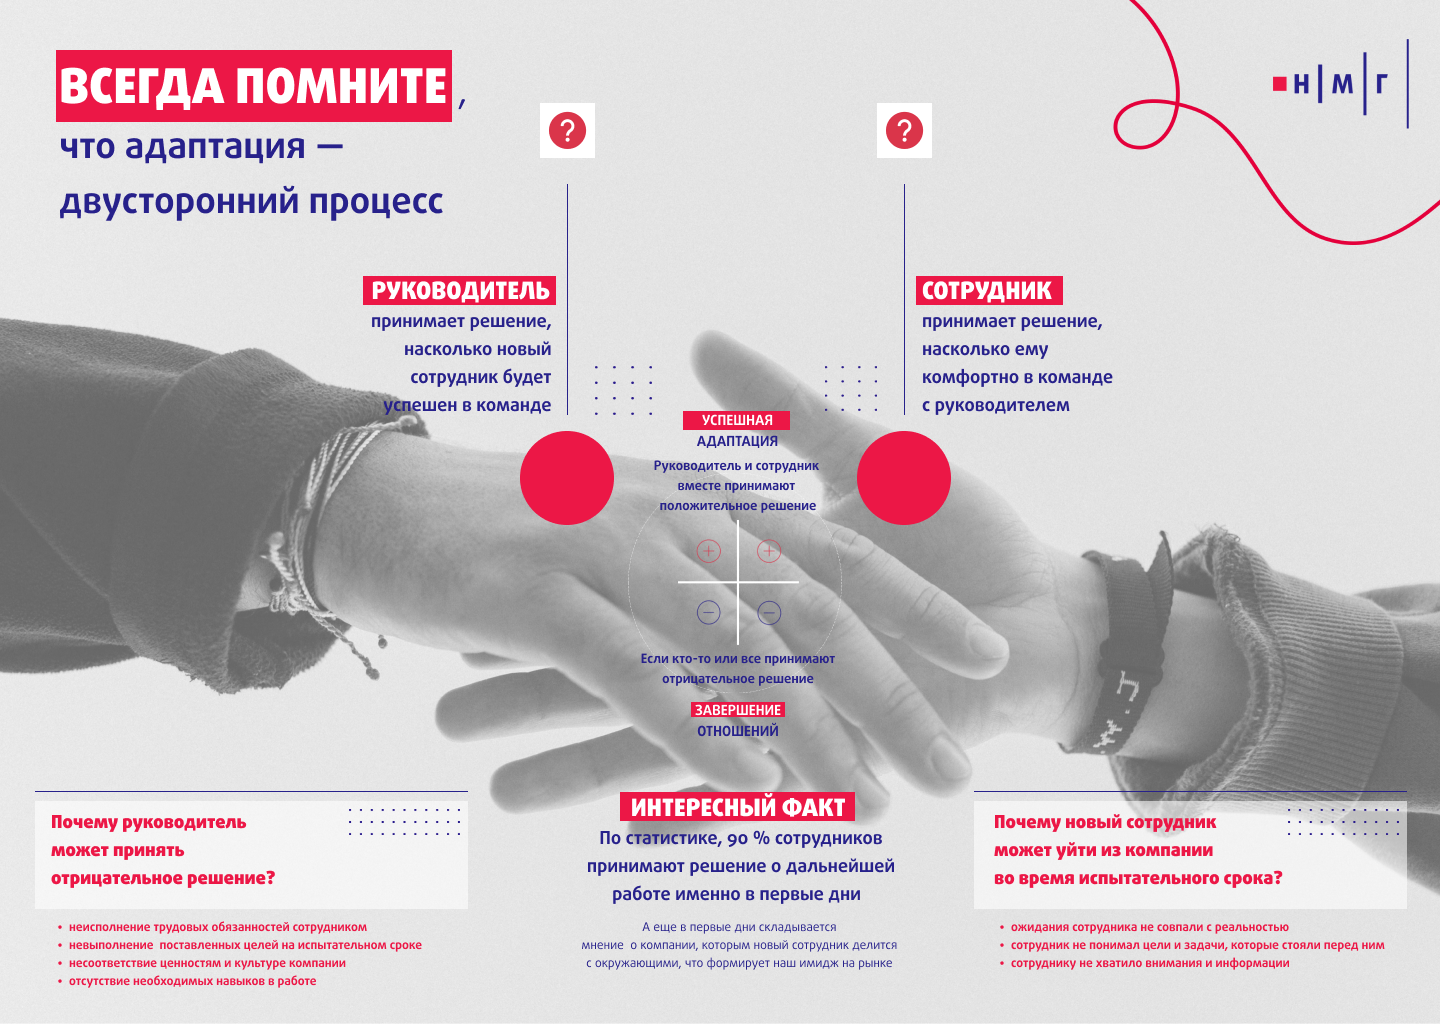 ВСЕГДА ПОМНИТЕ,
что адаптация —
двусторонний процесс
Н М Г
?
?
РУКОВОДИТЕЛЬ
принимает решение,
насколько новый
сотрудник будет
успешен в команде
СОТРУДНИК
принимает решение,
насколько ему
комфортно в команде
с руководителем
УСПЕШНАЯ
АДАПТАЦИЯ
Руководитель и сотрудник
вместе принимают
положительное решение
+ +
− −
Если кто-то или все принимают
отрицательное решение
ЗАВЕРШЕНИЕ
ОТНОШЕНИЙ
Почему руководитель
может принять
отрицательное решение?
• неисполнение трудовых обязанностей сотрудником
• невыполнение поставленных целей на испытательном сроке
• несоответствие ценностям и культуре компании
• отсутствие необходимых навыков в работе
ИНТЕРЕСНЫЙ ФАКТ
По статистике, 90 % сотрудников
принимают решение о дальнейшей
работе именно в первые дни
А еще в первые дни складывается
мнение о компании, которым новый сотрудник делится
с окружающими, что формирует наш имидж на рынке
Почему новый сотрудник
может уйти из компании
во время испытательного срока?
• ожидания сотрудника не совпали с реальностью
• сотрудник не понимал цели и задачи, которые стояли перед ним
• сотруднику не хватило внимания и информации